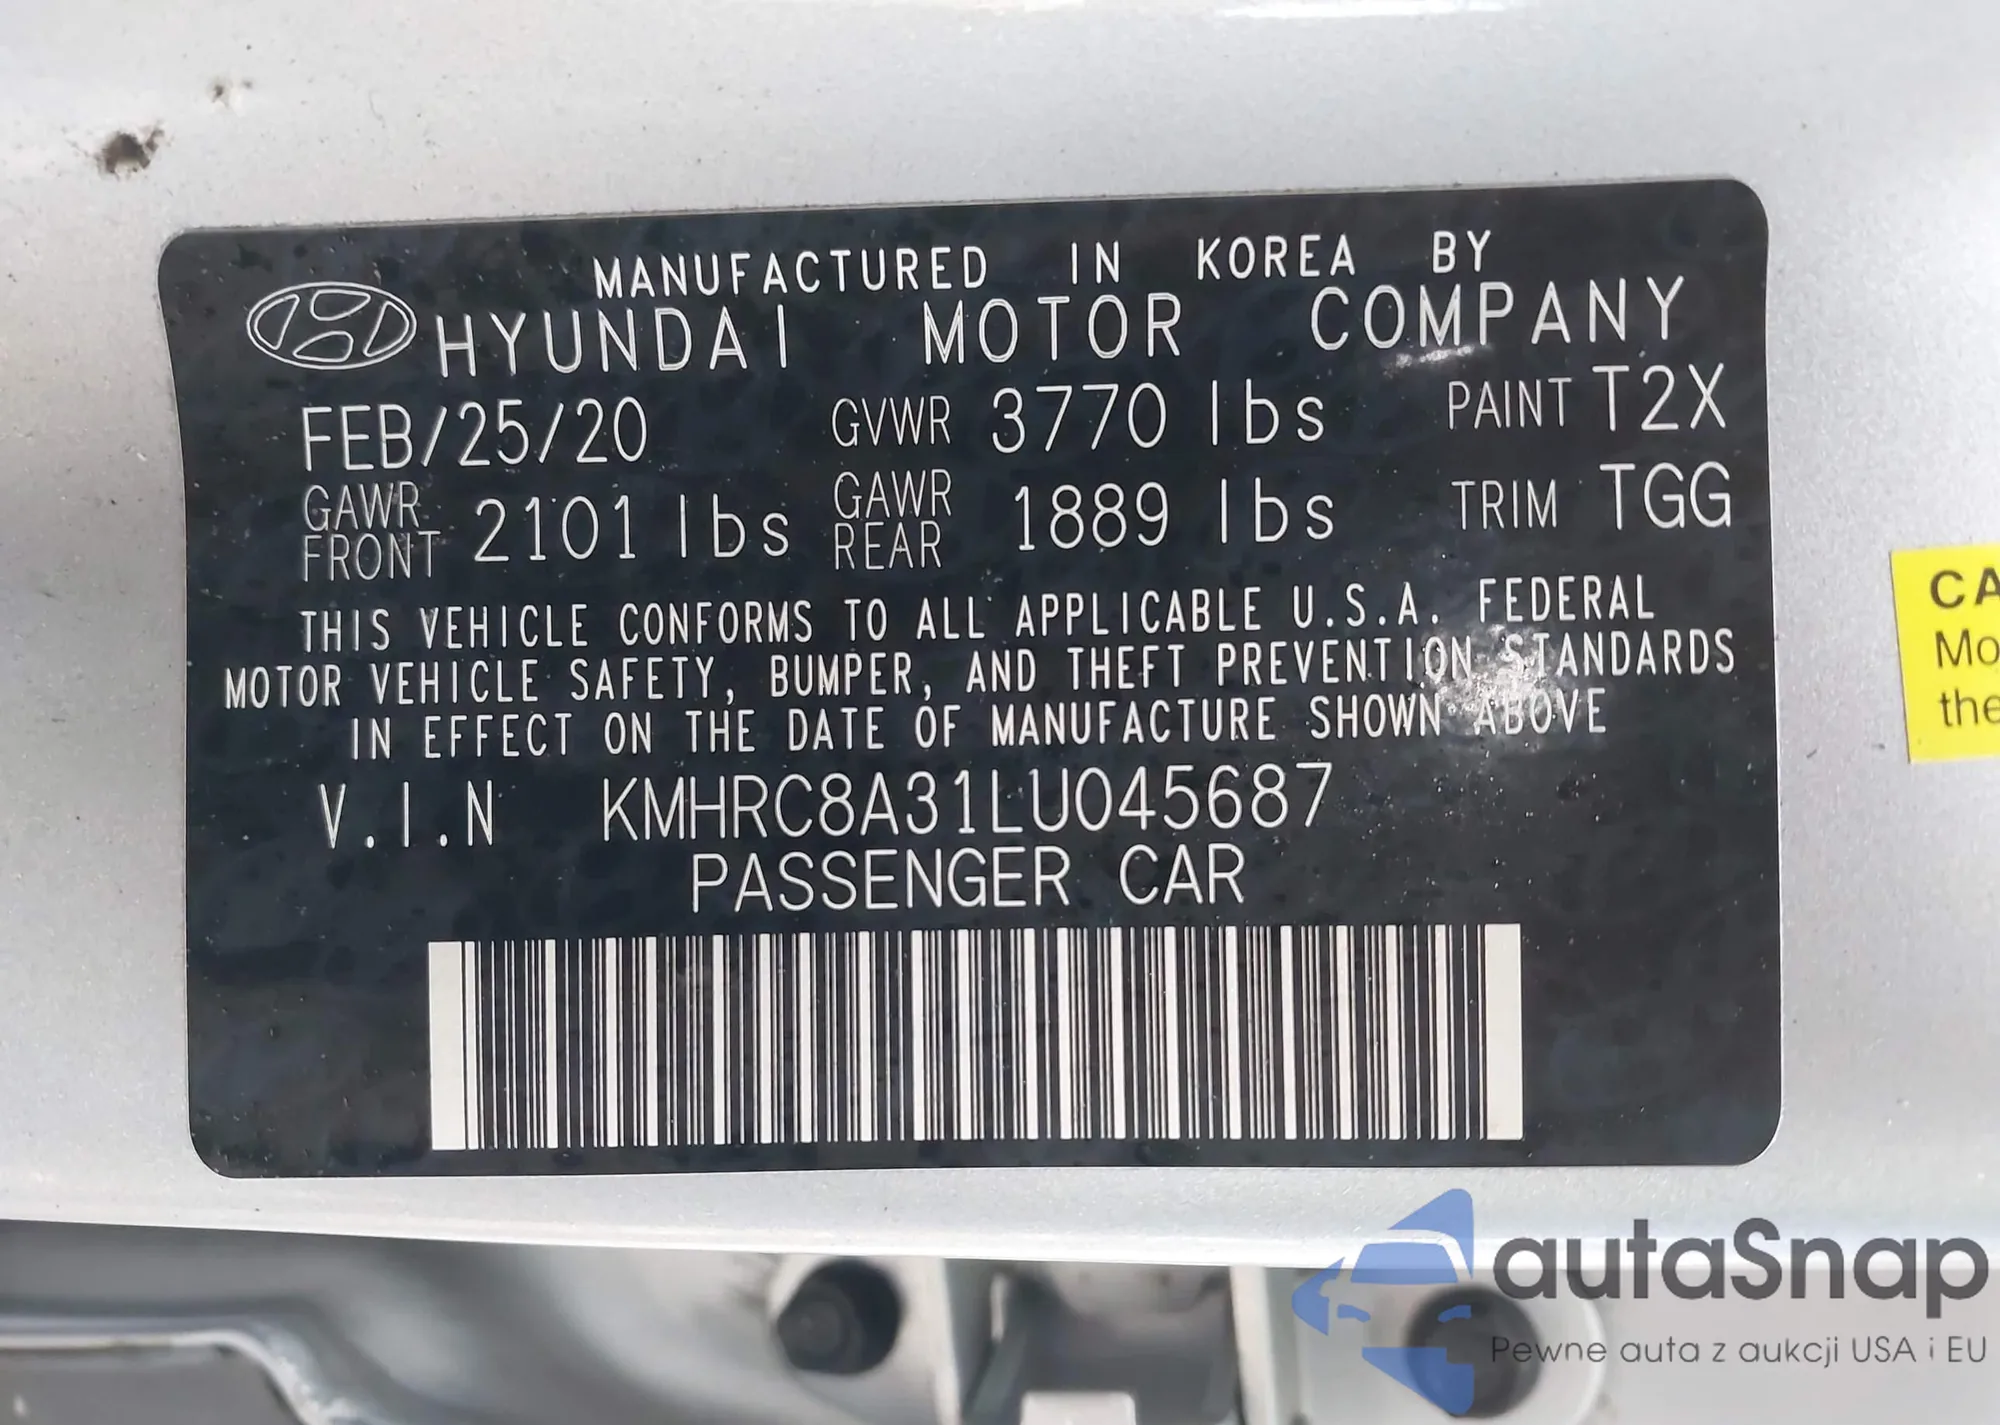 MANUFACTURED IN KOREA BY
HYUNDAI MOTOR COMPANY
FEB/25/20 GVWR 3770 lbs PAINT T2X
GAWR FRONT 2101 lbs GAWR REAR 1889 lbs TRIM TGG
THIS VEHICLE CONFORMS TO ALL APPLICABLE U.S.A. FEDERAL
MOTOR VEHICLE SAFETY, BUMPER, AND THEFT PREVENTION STANDARDS
IN EFFECT ON THE DATE OF MANUFACTURE SHOWN ABOVE
V.I.N KMHRC8A31LU045687
PASSENGER CAR
CA
Mo
the
autaSnap
Pewne auta z aukcji USA i EU